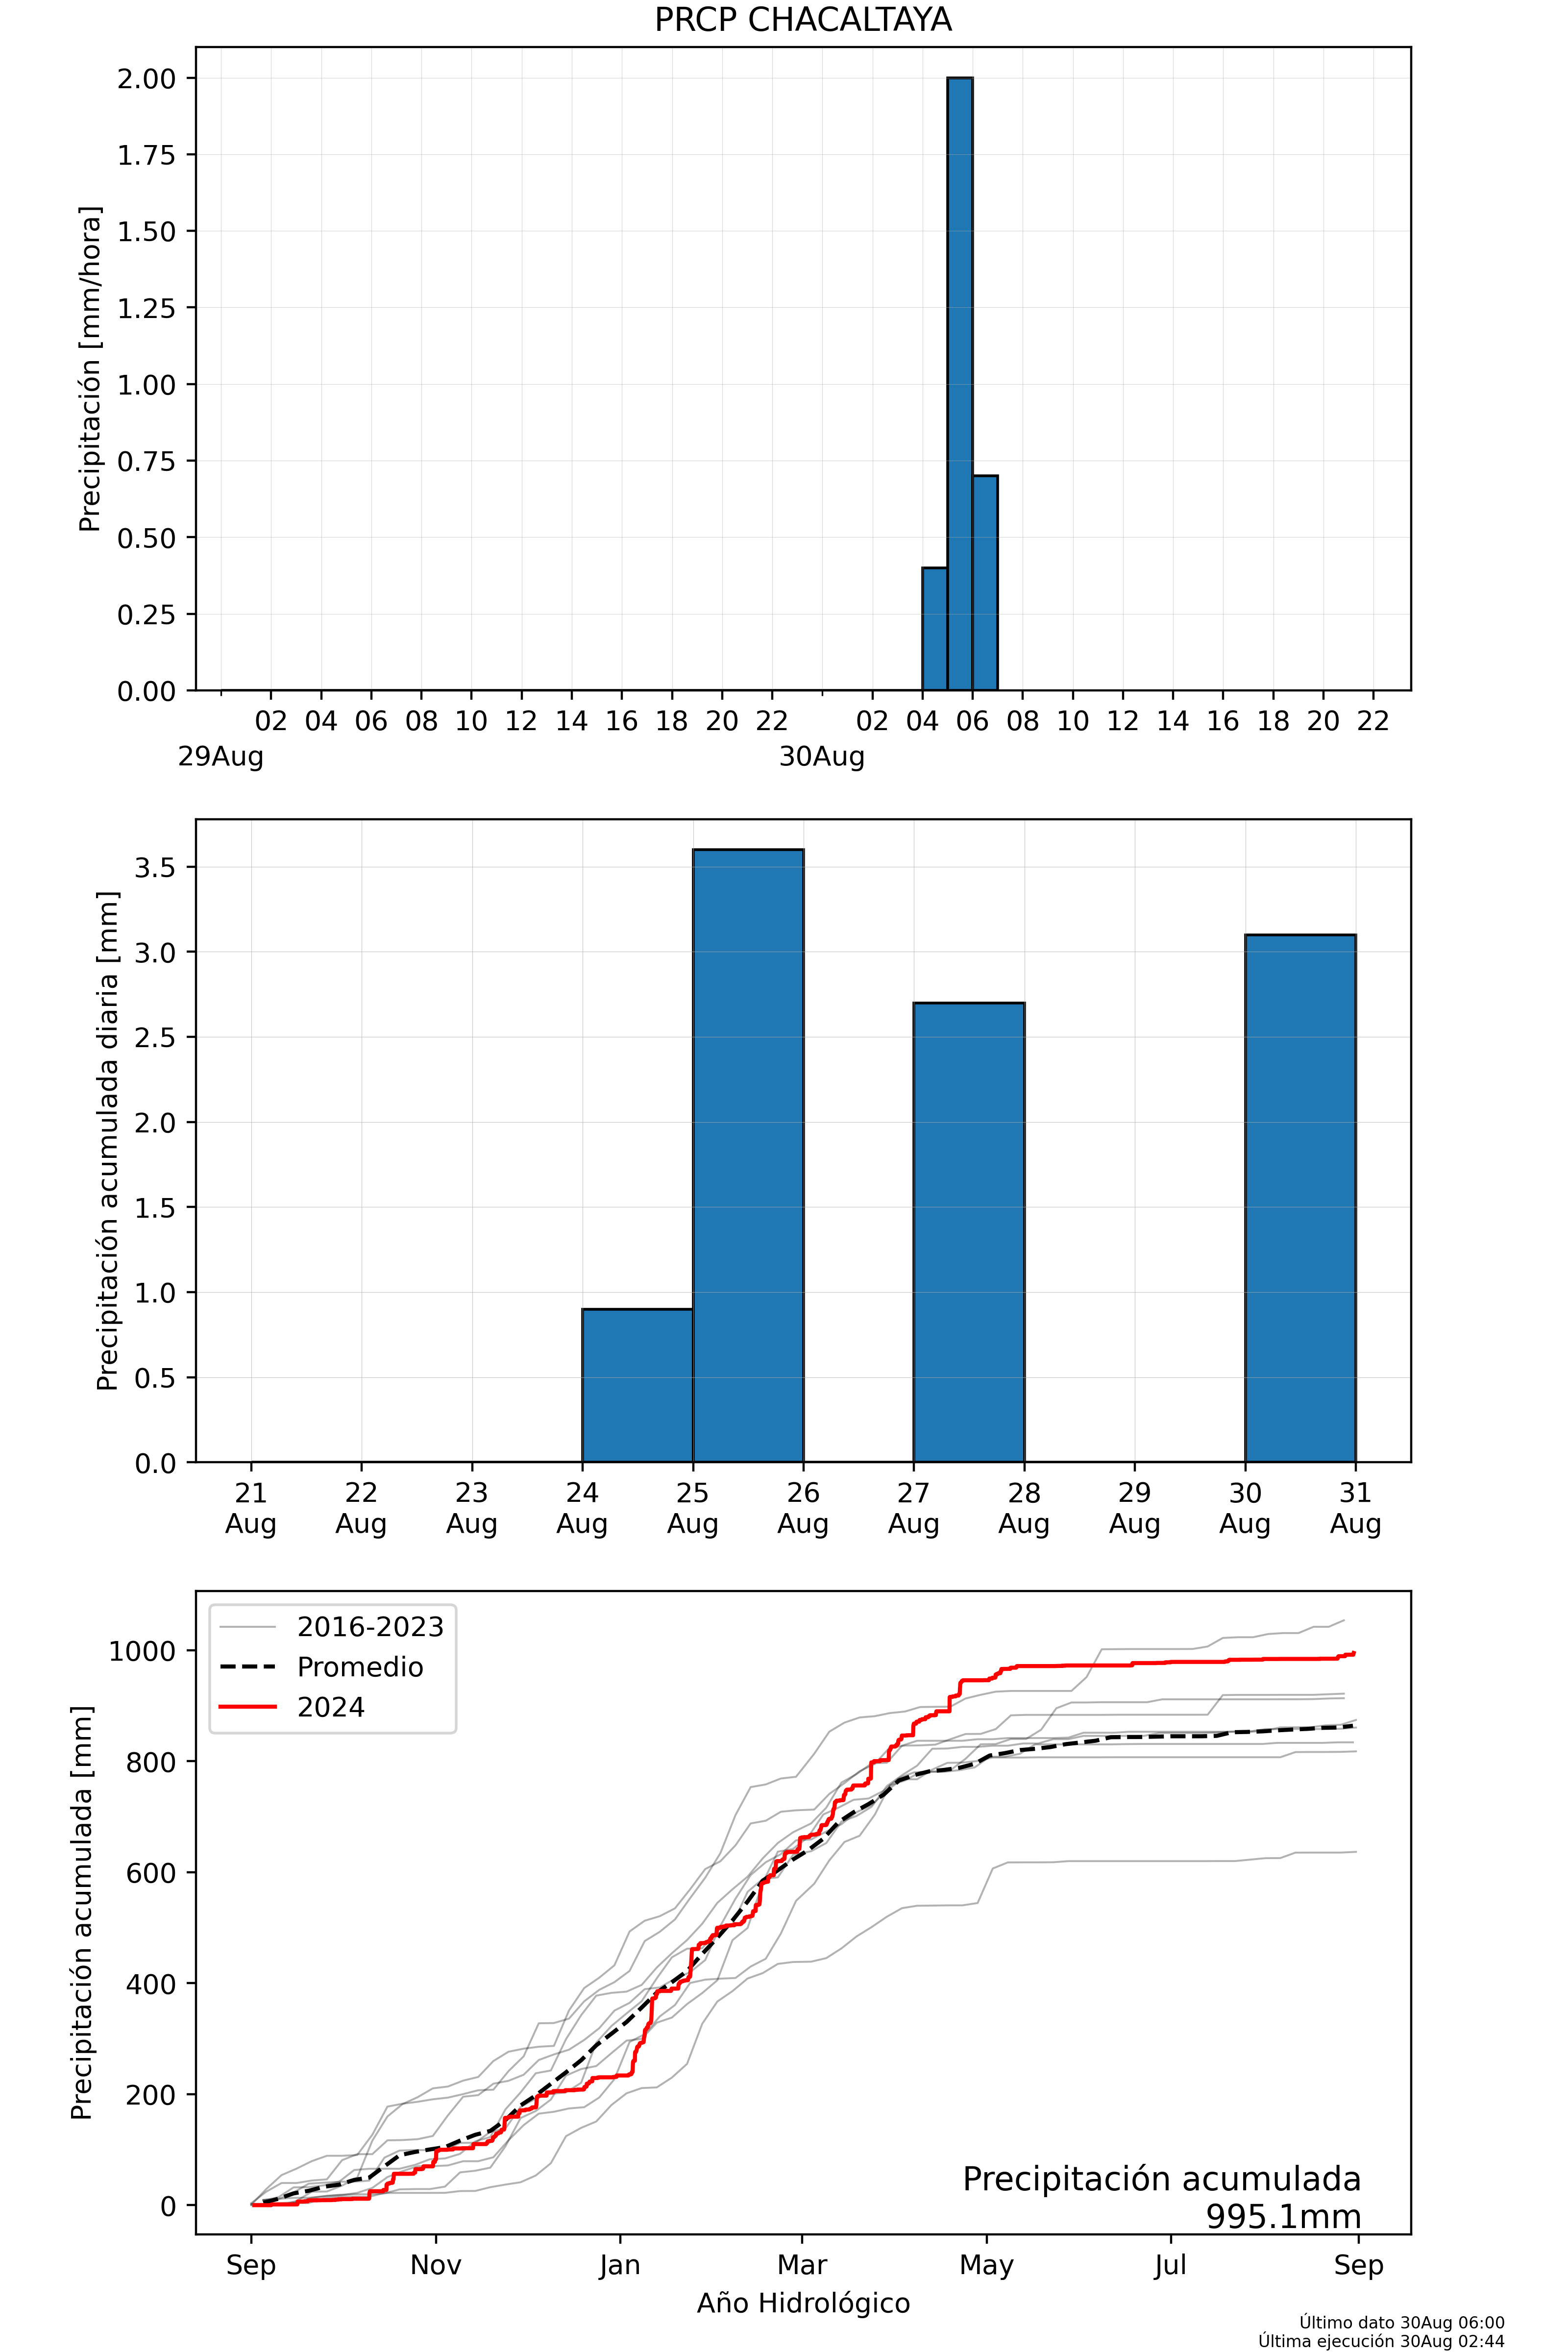 PRCP CHACALTAYA
Precipitación [mm/hora]
2.00
1.75
1.50
1.25
1.00
0.75
0.50
0.25
0.00
02 04 06 08 10 12 14 16 18 20 22 02 04 06 08 10 12 14 16 18 20 22
29Aug 30Aug
Precipitación acumulada diaria [mm]
3.5
3.0
2.5
2.0
1.5
1.0
0.5
0.0
21 22 23 24 25 26 27 28 29 30 31
Aug Aug Aug Aug Aug Aug Aug Aug Aug Aug Aug
Precipitación acumulada [mm]
1000
800
600
400
200
0
2016-2023
Promedio
2024
Precipitación acumulada
995.1mm
Sep Nov Jan Mar May Jul Sep
Año Hidrológico
Último dato 30Aug 06:00
Última ejecución 30Aug 02:44